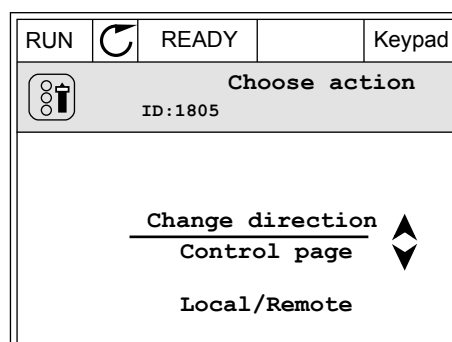 RUN READY Keypad
Choose action
ID:1805
Change direction
Control page
Local/Remote